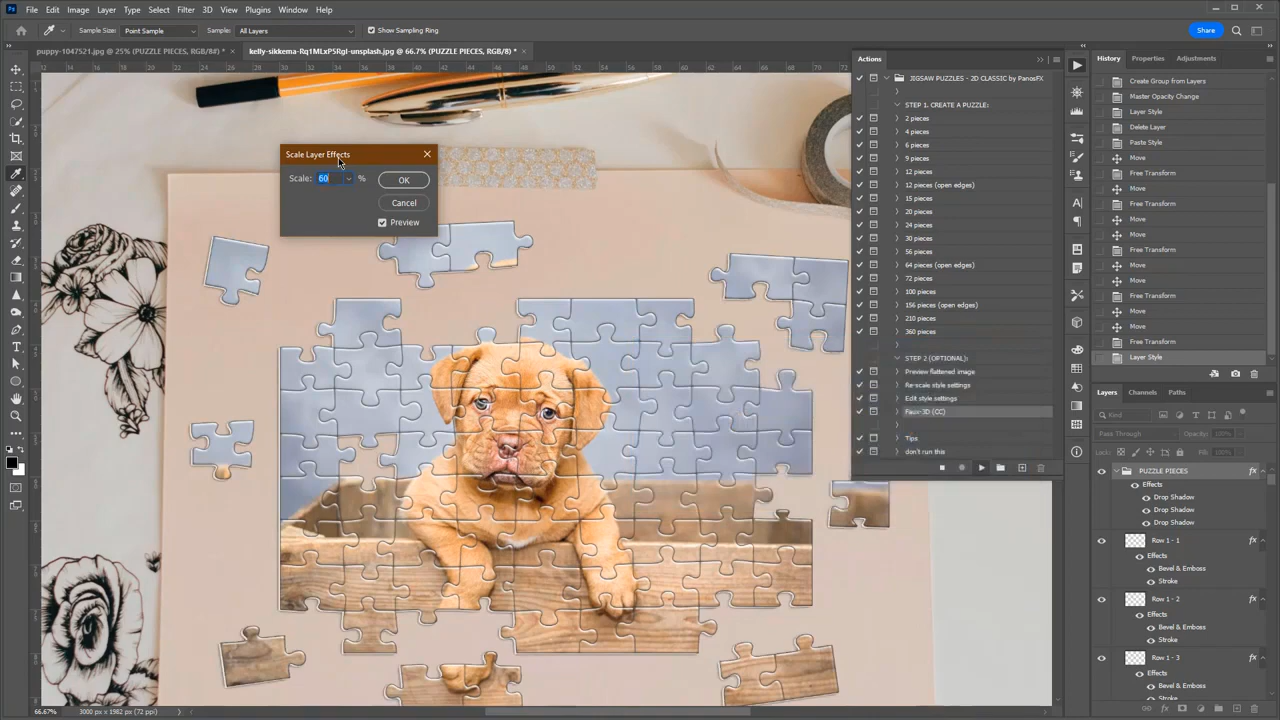 Ps File Edit Image Layer Type Select Filter 3D View Plugins Window Help
Sample Size: Point Sample Sample: All Layers Show Sampling Ring Share
puppy-1047521.jpg @ 25% (PUZZLE PIECES, RGB/8#) * kelly-sikkema-Rq1MLxP5RgI-unsplash.jpg @ 66.7% (PUZZLE PIECES, RGB/8) *
Scale Layer Effects
Scale: 60 %
OK
Cancel
Preview
Actions
JIGSAW PUZZLES - 2D CLASSIC by PanosFX
STEP 1. CREATE A PUZZLE:
2 pieces
4 pieces
6 pieces
9 pieces
12 pieces
12 pieces (open edges)
15 pieces
20 pieces
24 pieces
30 pieces
56 pieces
64 pieces (open edges)
72 pieces
100 pieces
156 pieces (open edges)
210 pieces
360 pieces
STEP 2 (OPTIONAL):
Preview flattened image
Re-scale style settings
Edit style settings
Faux-3D (CC)
Tips
don't run this
History Properties Adjustments
Create Group from Layers
Master Opacity Change
Layer Style
Delete Layer
Paste Style
Move
Free Transform
Move
Free Transform
Move
Move
Free Transform
Move
Move
Free Transform
Move
Move
Free Transform
Layer Style
Layers Channels Paths
Kind
Pass Through Opacity: 100%
Lock: Fill: 100%
PUZZLE PIECES
Effects
Drop Shadow
Drop Shadow
Drop Shadow
Row 1 - 1 fx
Effects
Bevel & Emboss
Stroke
Row 1 - 2 fx
Effects
Bevel & Emboss
Stroke
Row 1 - 3 fx
Effects
Bevel & Emboss
Stroke
66.67% 3000 px x 1962 px (72 ppi)